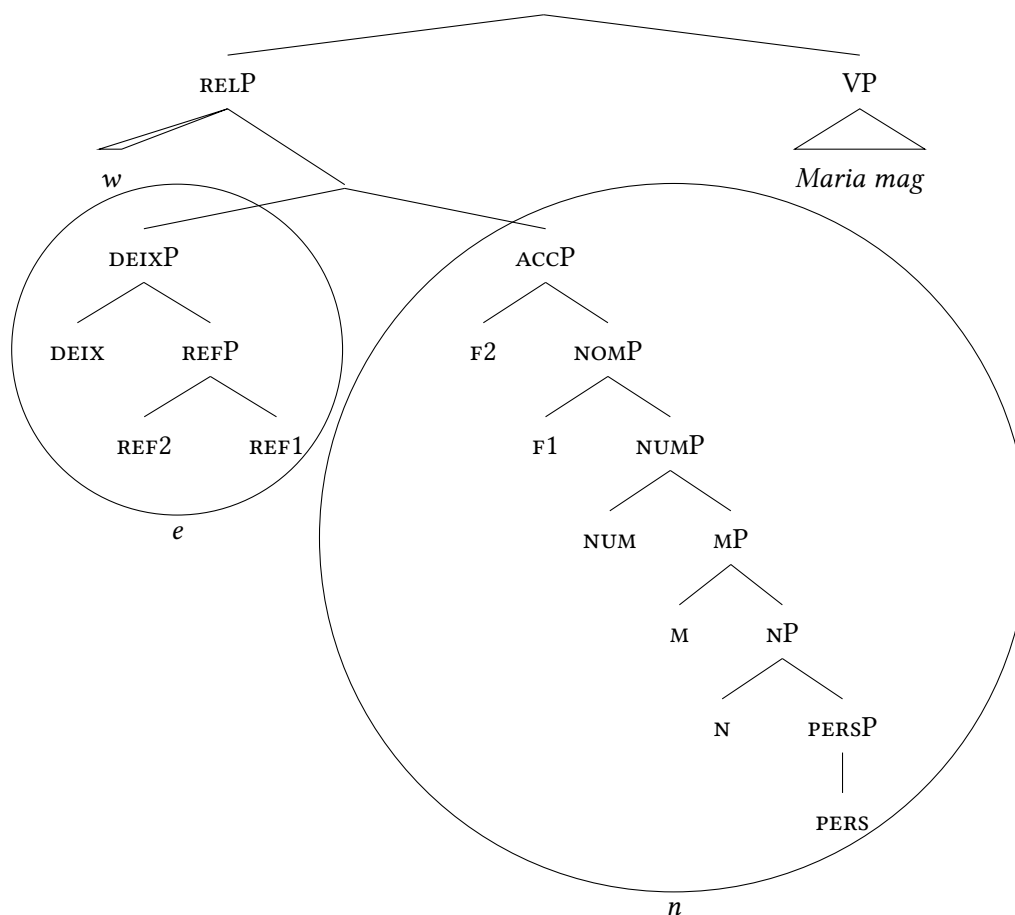 RELP VP
w Maria mag
DEIXP ACCP
DEIX REFP F2 NOMP
REF2 REF1 F1 NUMP
e NUM MP
M NP
N PERSP
PERS
n